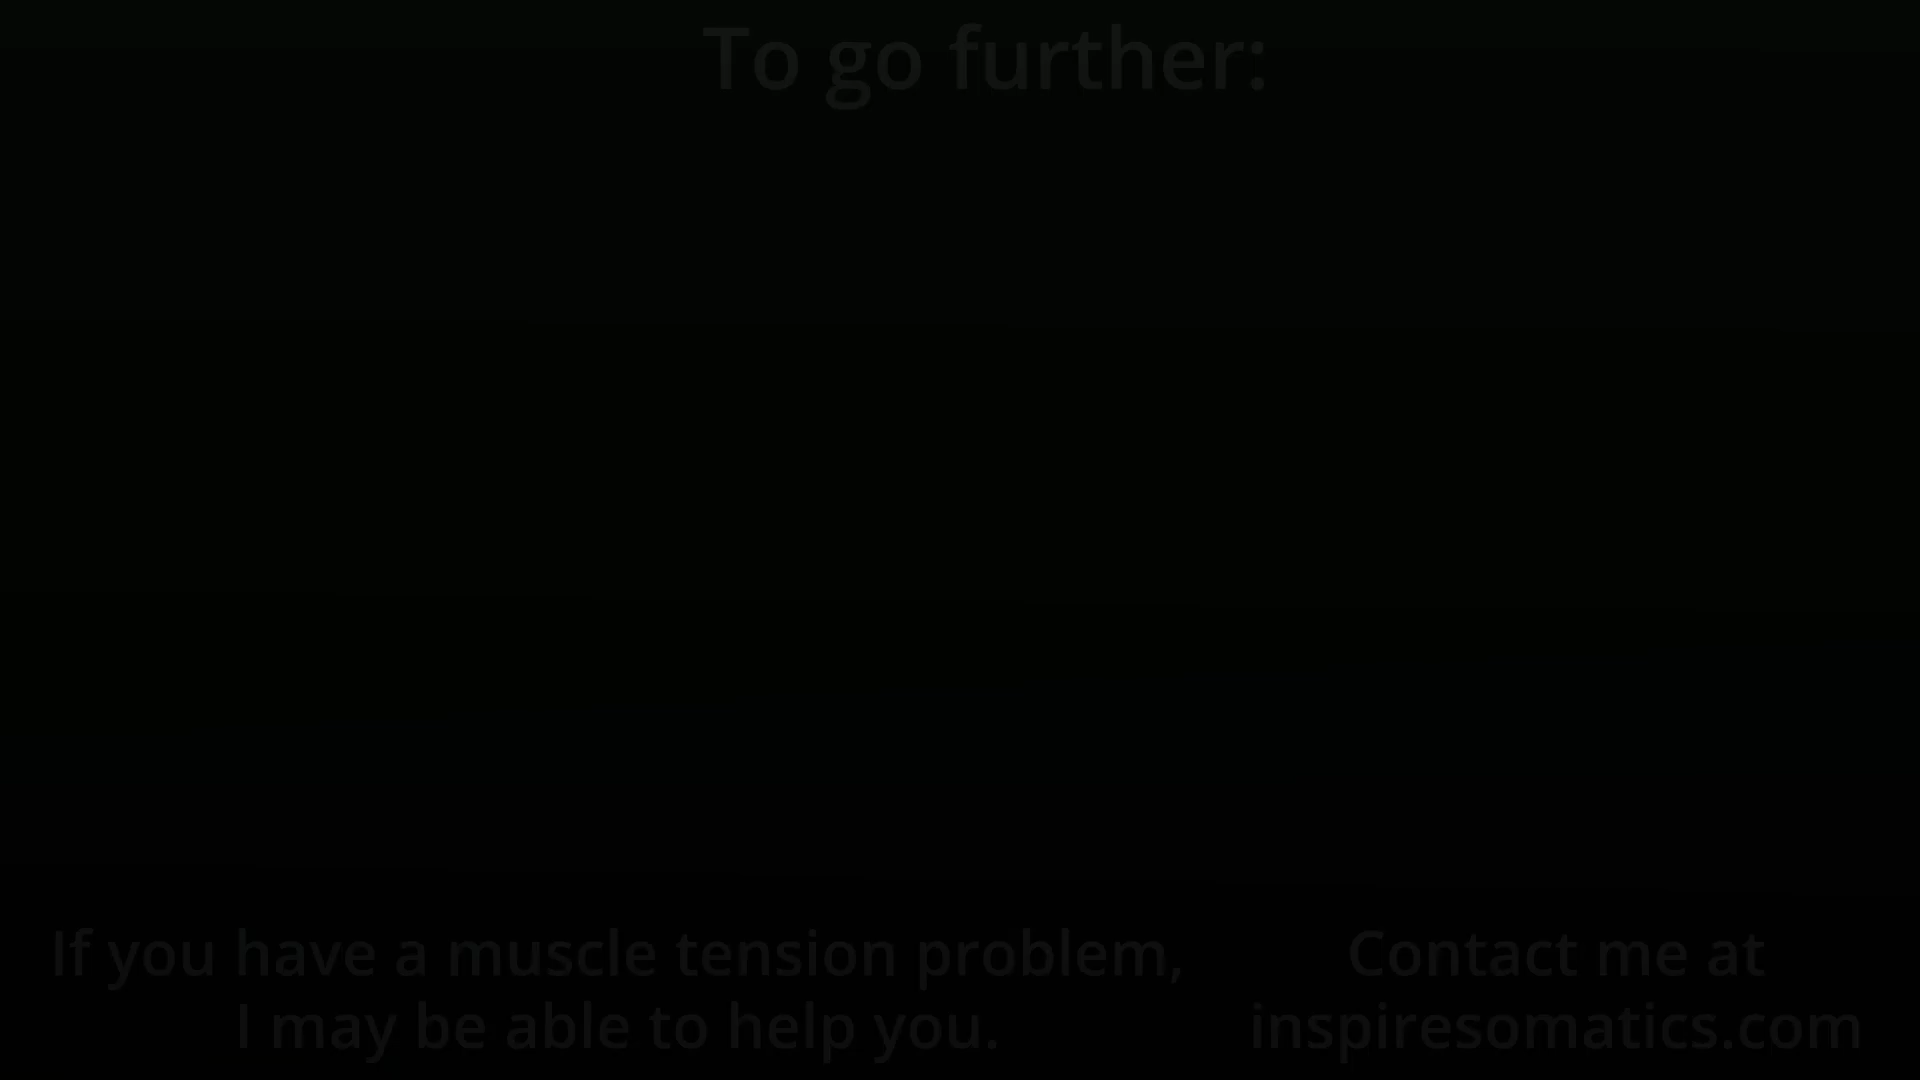 To go further:
If you have a muscle tension problem,
I may be able to help you.
Contact me at
inspiresomatics.com